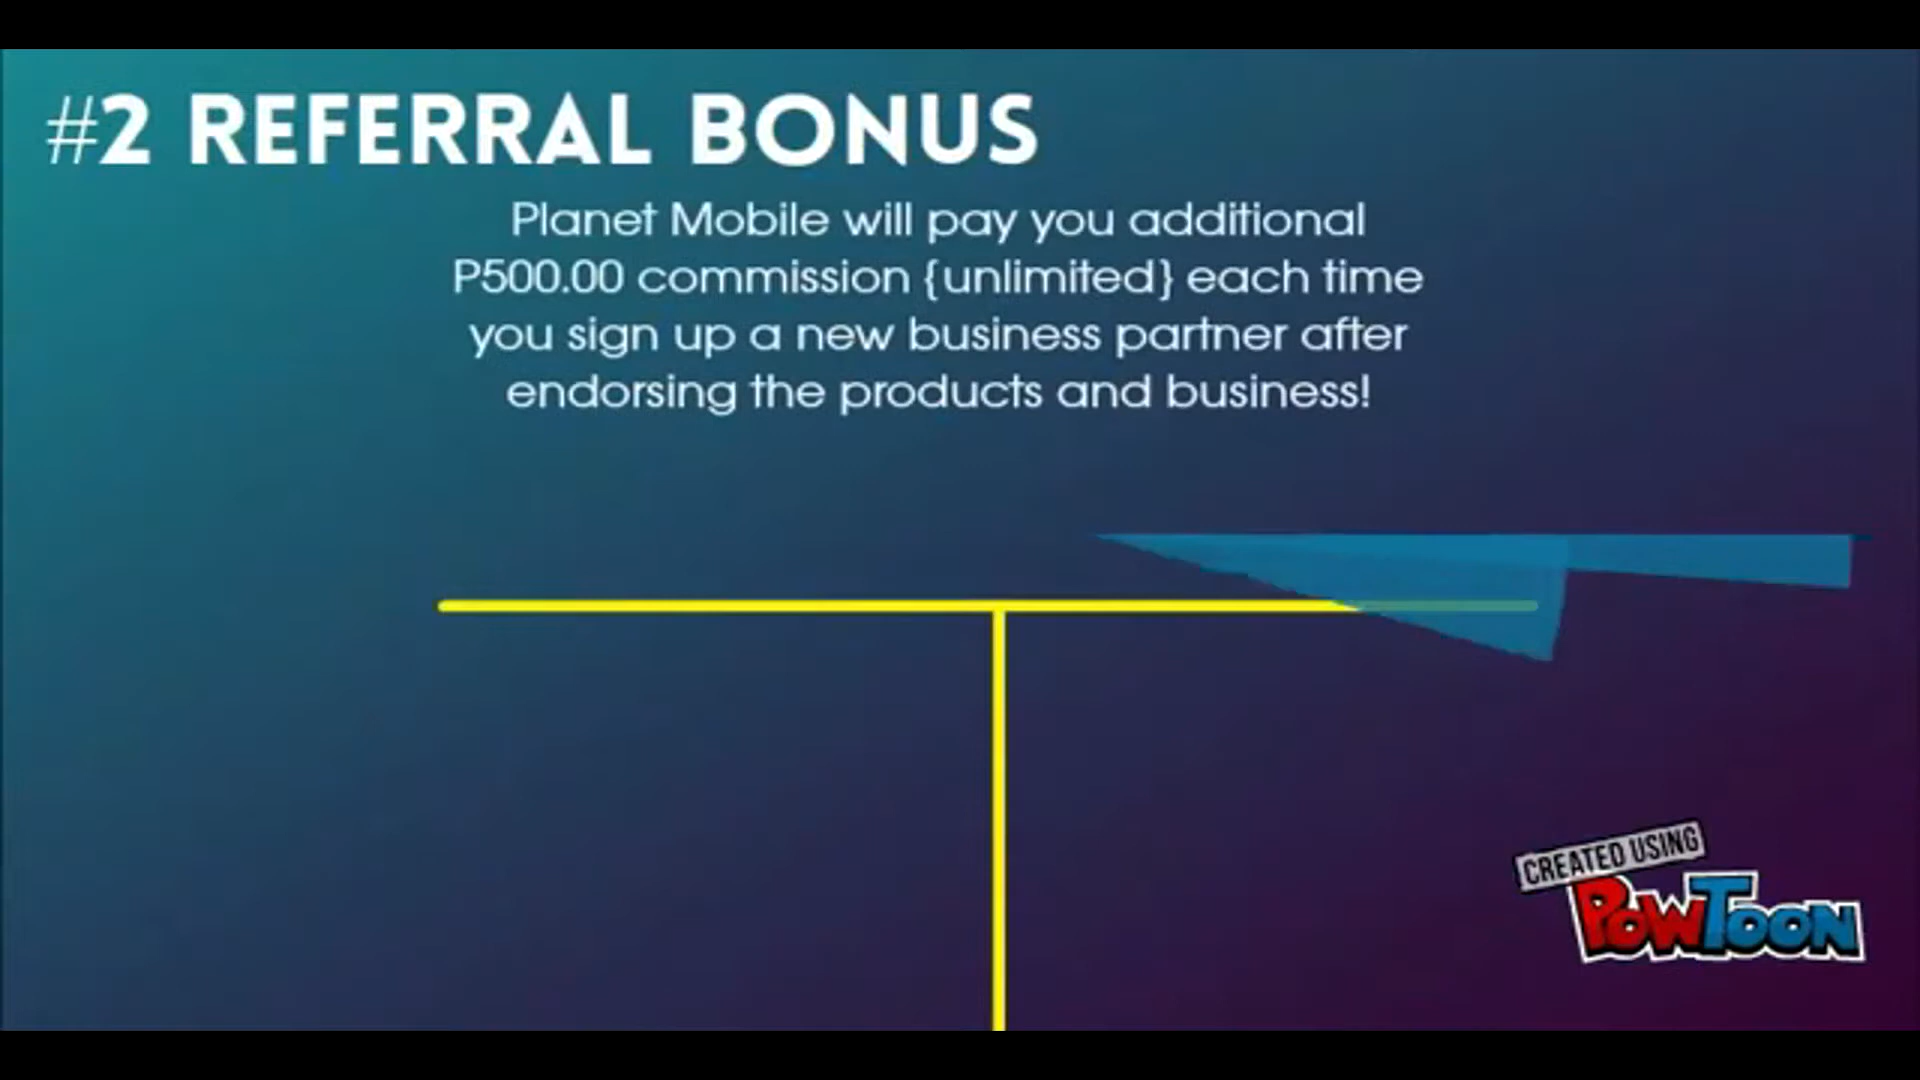 #2 REFERRAL BONUS
Planet Mobile will pay you additional
P500.00 commission {unlimited} each time
you sign up a new business partner after
endorsing the products and business!
CREATED USING
POWTOON